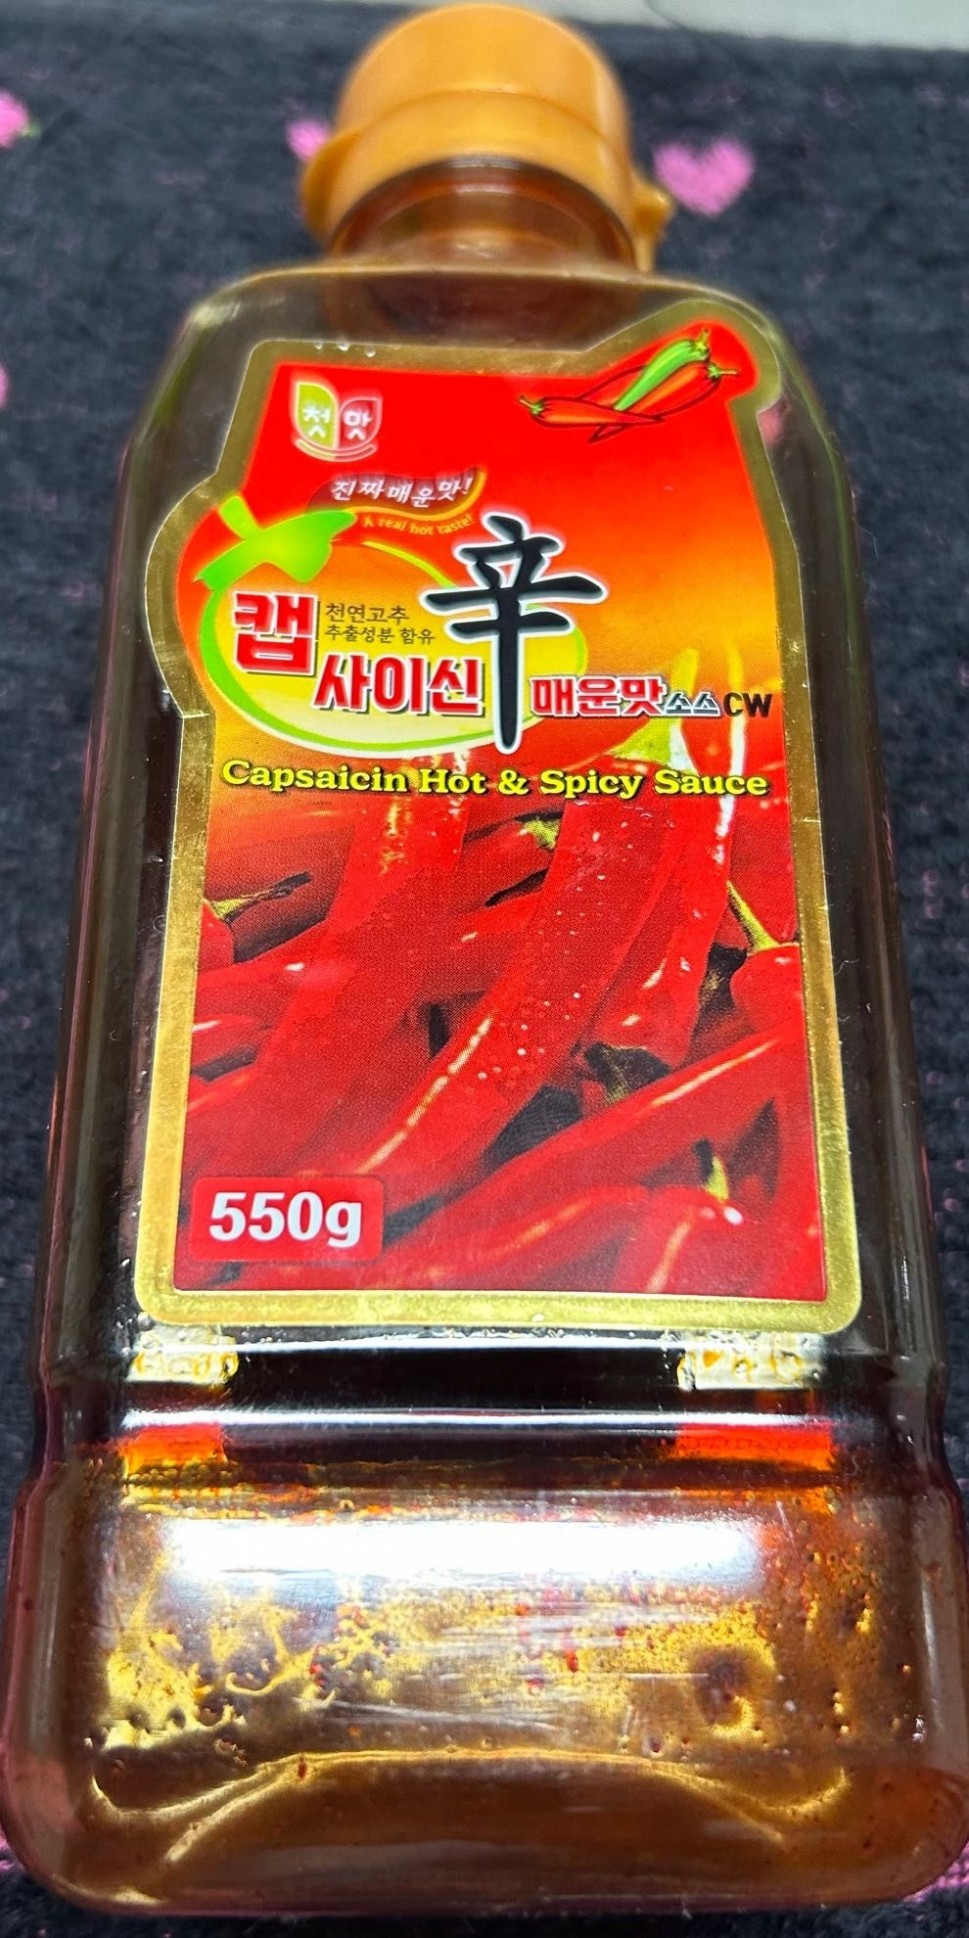 첫맛
진짜매운맛!
A real hot taste!
캡사이신
천연고추
추출성분 함유
辛
매운맛소스CW
Capsaicin Hot & Spicy Sauce
550g